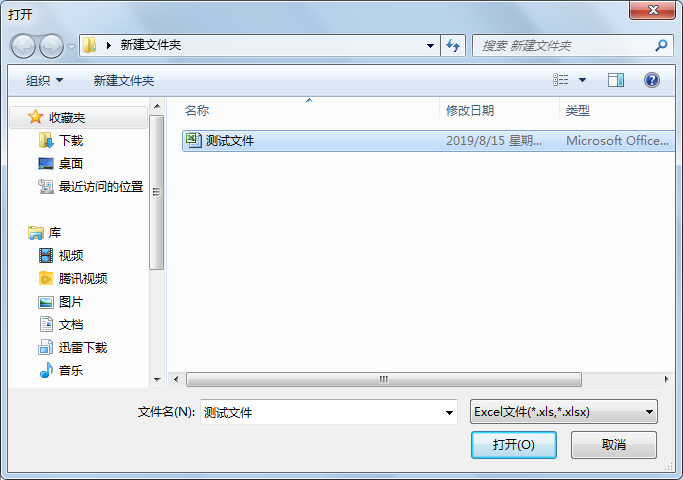 打开
新建文件夹
搜索 新建文件夹
组织 新建文件夹
名称 修改日期 类型
收藏夹
测试文件 2019/8/15 星期... Microsoft Office...
下载
桌面
最近访问的位置
库
视频
腾讯视频
图片
文档
迅雷下载
音乐
文件名(N): 测试文件 Excel文件(*.xls,*.xlsx)
打开(O) 取消